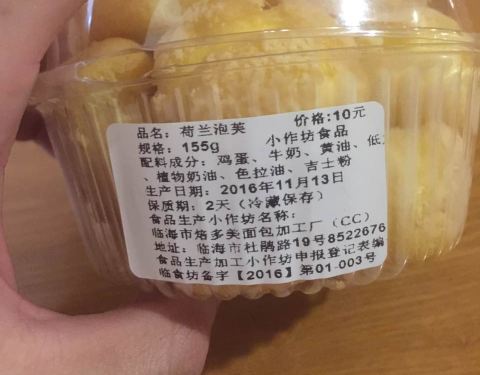 品名：荷兰泡芙 价格：10元
规格：155g 小作坊食品
配料成分：鸡蛋、牛奶、黄油、低
、植物奶油、色拉油、吉士粉
生产日期：2016年11月13日
保质期：2天（冷藏保存）
食品生产小作坊名称：
临海市焙多美面包加工厂（CC）
地址：临海市杜鹃路19号8522676
食品生产加工小作坊申报登记表编
临食坊备字【2016】第01-003号